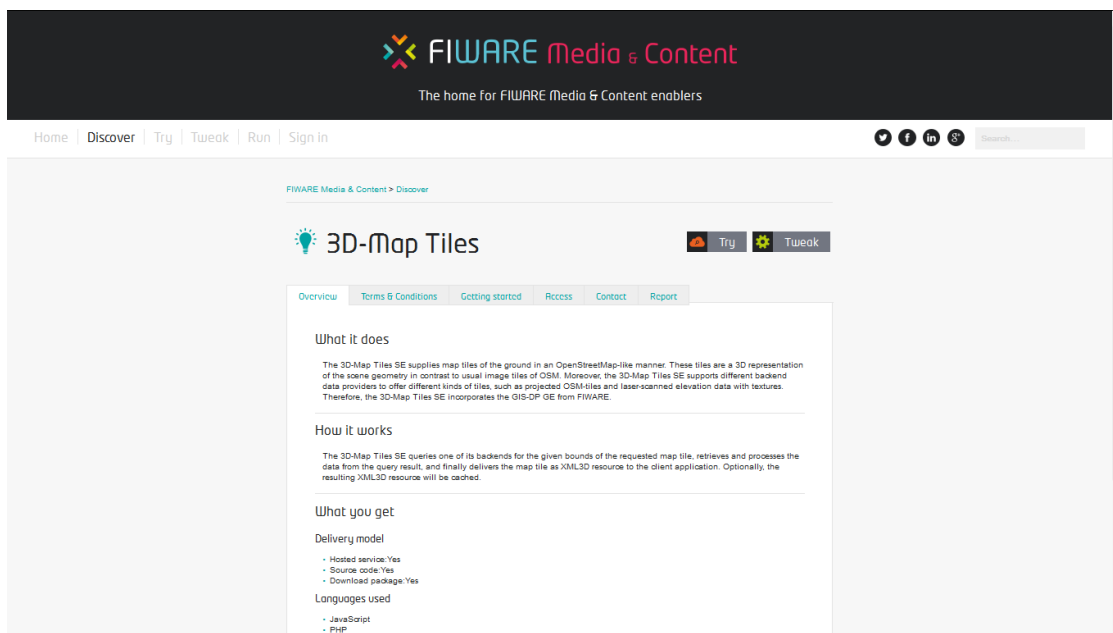 FIWARE Media & Content
The home for FIWARE Media & Content enablers
Home Discover Try Tweak Run Sign in
Search...
FIWARE Media & Content > Discover
3D-Map Tiles
Try Tweak
Overview Terms & Conditions Getting started Access Contact Report
What it does
The 3D-Map Tiles SE supplies map tiles of the ground in an OpenStreetMap-like manner. These tiles are a 3D representation
of the scene geometry in contrast to usual image tiles of OSM. Moreover, the 3D-Map Tiles SE supports different backend
data providers to offer different kinds of tiles, such as projected OSM-tiles and laser-scanned elevation data with textures.
Therefore, the 3D-Map Tiles SE incorporates the GIS-DP GE from FIWARE.
How it works
The 3D-Map Tiles SE queries one of its backends for the given bounds of the requested map tile, retrieves and processes the
data from the query result, and finally delivers the map tile as XML3D resource to the client application. Optionally, the
resulting XML3D resource will be cached.
What you get
Delivery model
• Hosted service:Yes
• Source code:Yes
• Download package:Yes
Languages used
• JavaScript
• PHP